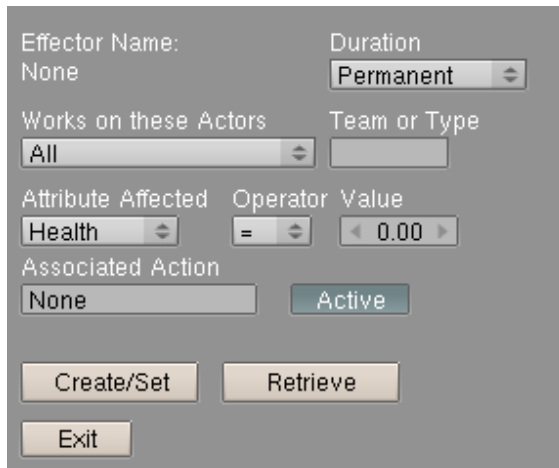 Effector Name: Duration
None Permanent
Works on these Actors Team or Type
All
Attribute Affected Operator Value
Health = 0.00
Associated Action
None Active
Create/Set Retrieve
Exit